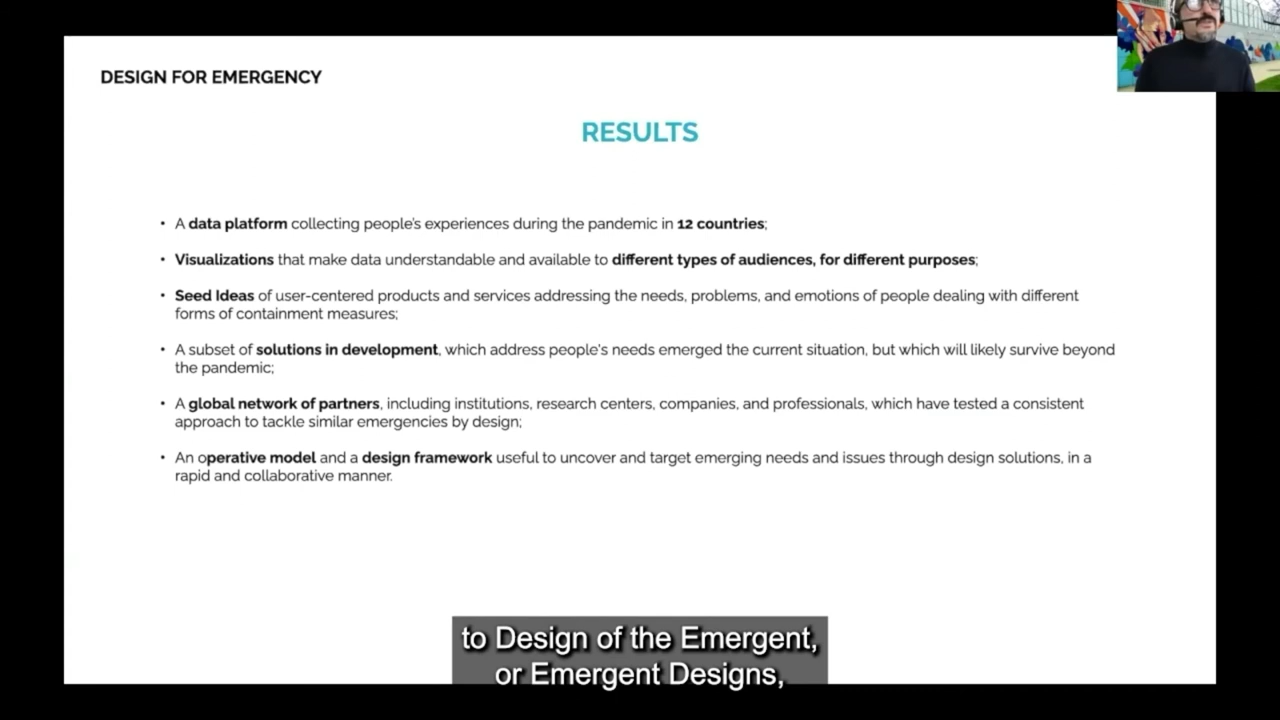 DESIGN FOR EMERGENCY
RESULTS
• A data platform collecting people's experiences during the pandemic in 12 countries;
• Visualizations that make data understandable and available to different types of audiences, for different purposes;
• Seed Ideas of user-centered products and services addressing the needs, problems, and emotions of people dealing with different
forms of containment measures;
• A subset of solutions in development, which address people's needs emerged the current situation, but which will likely survive beyond
the pandemic;
• A global network of partners, including institutions, research centers, companies, and professionals, which have tested a consistent
approach to tackle similar emergencies by design;
• An operative model and a design framework useful to uncover and target emerging needs and issues through design solutions, in a
rapid and collaborative manner.
to Design of the Emergent,
or Emergent Designs,